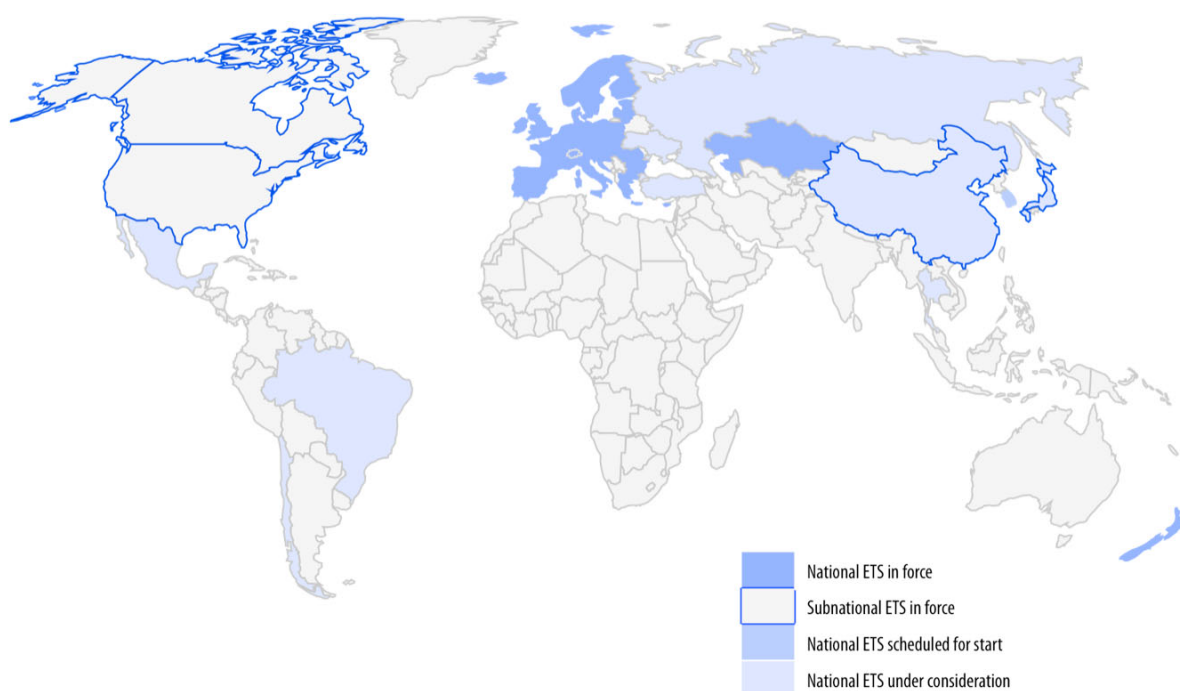 National ETS in force
Subnational ETS in force
National ETS scheduled for start
National ETS under consideration